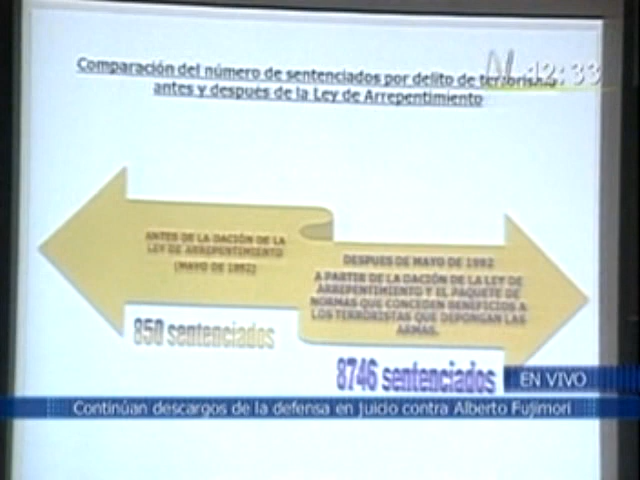 Comparación del número de sentenciados por delito de terrorismo
antes y después de la Ley de Arrepentimiento
12:33
ANTES DE LA DACIÓN DE LA
LEY DE ARREPENTIMIENTO
(MAYO DE 1992)
850 sentenciados
DESPUES DE MAYO DE 1992
A PARTIR DE LA DACIÓN DE LA LEY DE
ARREPENTIMIENTO Y EL PAQUETE DE
NORMAS QUE CONCEDEN BENEFICIOS A
LOS TERRORISTAS QUE DEPONGAN LAS
ARMAS.
8746 sentenciados
EN VIVO
Continúan descargos de la defensa en juicio contra Alberto Fujimori